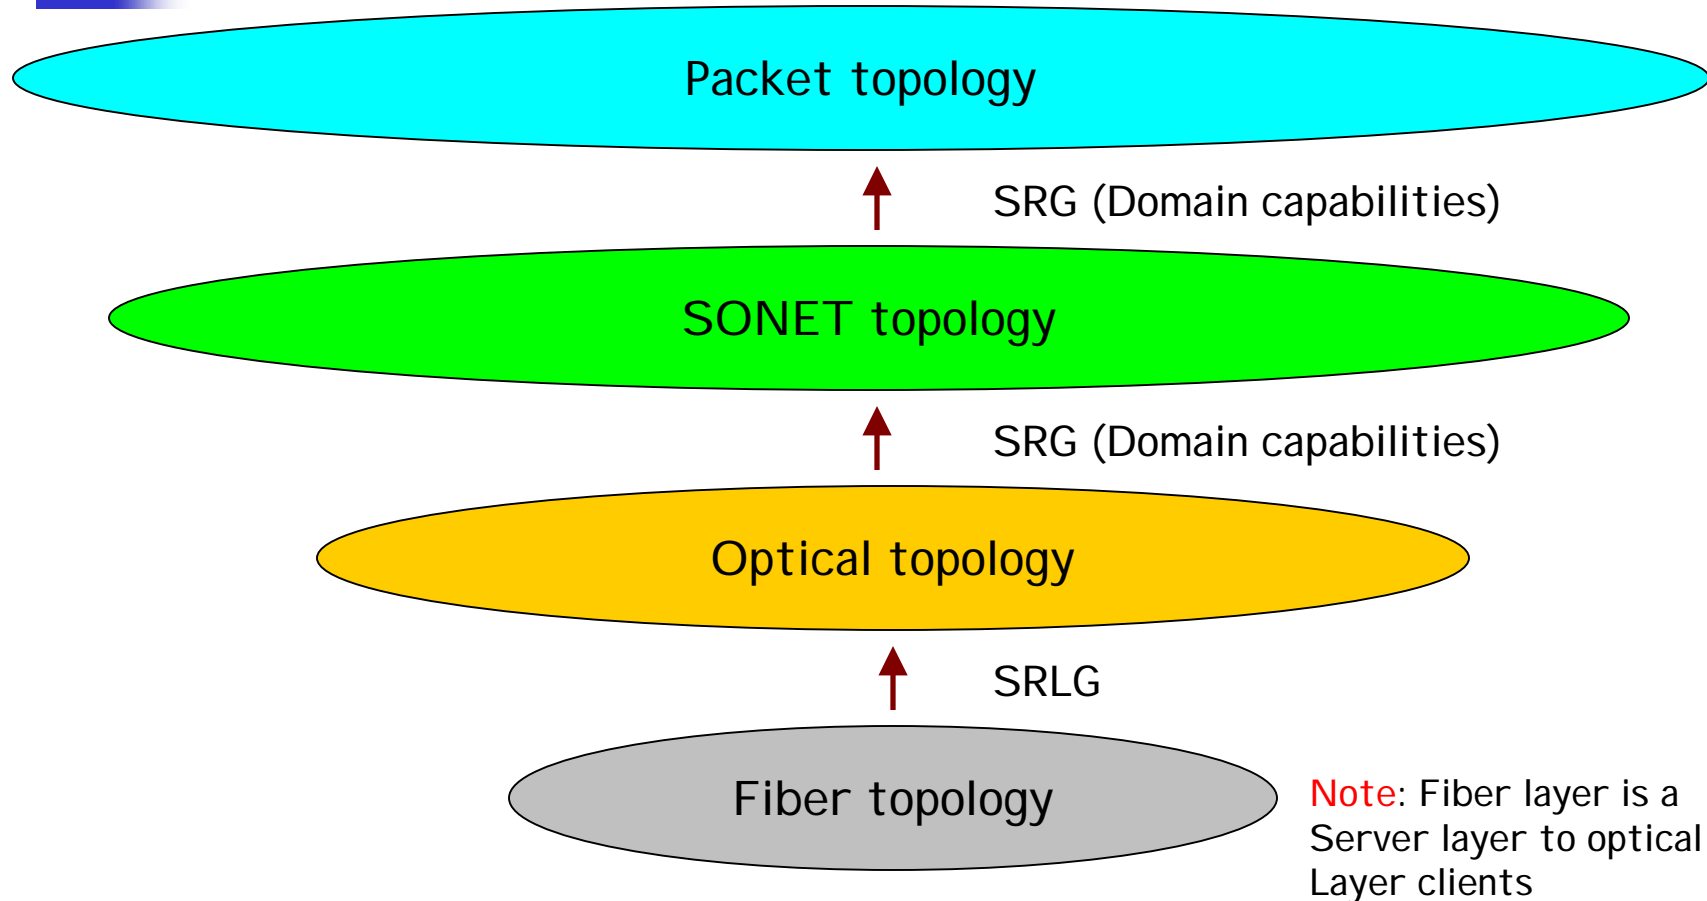 Packet topology
SRG (Domain capabilities)
SONET topology
SRG (Domain capabilities)
Optical topology
SRLG
Fiber topology
Note: Fiber layer is a
Server layer to optical
Layer clients